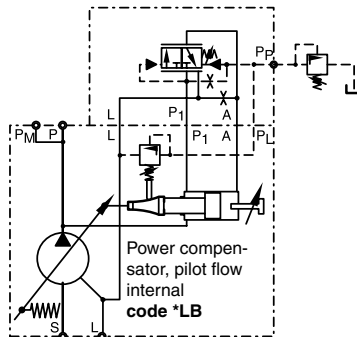 PP
L P1 A
PM P L P1 A PL
Power compen-
sator, pilot flow
internal
code *LB
S L